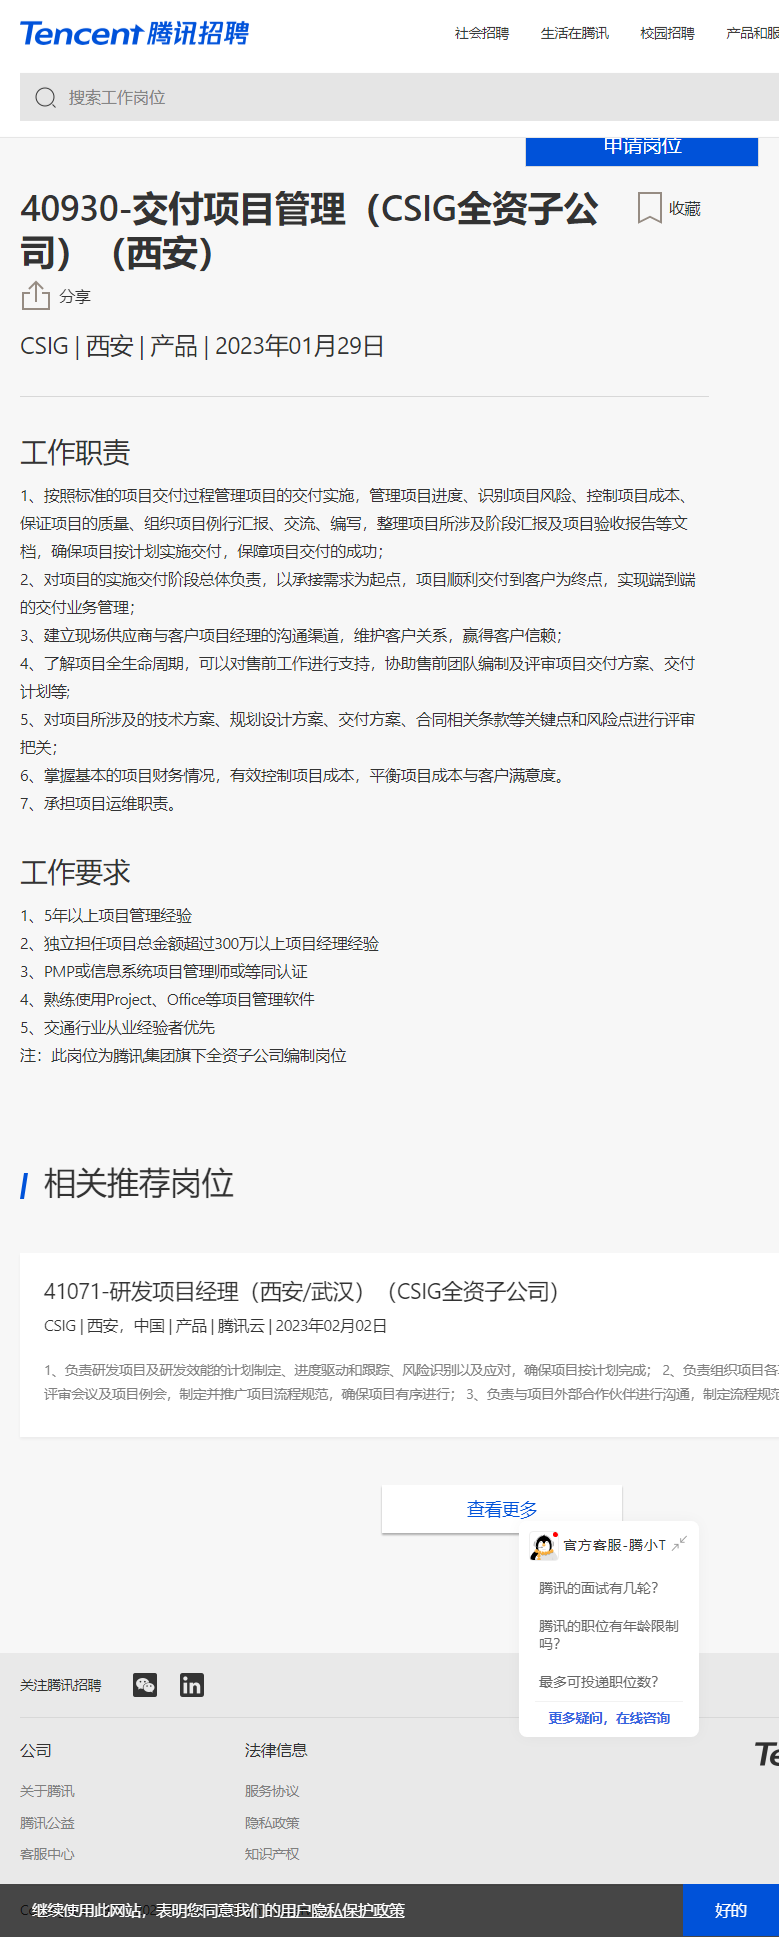 Tencent 腾讯招聘
社会招聘 生活在腾讯 校园招聘 产品和服
搜索工作岗位
申请岗位
40930-交付项目管理（CSIG全资子公
司）（西安）
收藏
分享
CSIG | 西安 | 产品 | 2023年01月29日
工作职责
1、按照标准的项目交付过程管理项目的交付实施，管理项目进度、识别项目风险、控制项目成本、
保证项目的质量、组织项目例行汇报、交流、编写，整理项目所涉及阶段汇报及项目验收报告等文
档，确保项目按计划实施交付，保障项目交付的成功；
2、对项目的实施交付阶段总体负责，以承接需求为起点，项目顺利交付到客户为终点，实现端到端
的交付业务管理；
3、建立现场供应商与客户项目经理的沟通渠道，维护客户关系，赢得客户信赖；
4、了解项目全生命周期，可以对售前工作进行支持，协助售前团队编制及评审项目交付方案、交付
计划等;
5、对项目所涉及的技术方案、规划设计方案、交付方案、合同相关条款等关键点和风险点进行评审
把关；
6、掌握基本的项目财务情况，有效控制项目成本，平衡项目成本与客户满意度。
7、承担项目运维职责。
工作要求
1、5年以上项目管理经验
2、独立担任项目总金额超过300万以上项目经理经验
3、PMP或信息系统项目管理师或等同认证
4、熟练使用Project、Office等项目管理软件
5、交通行业从业经验者优先
注：此岗位为腾讯集团旗下全资子公司编制岗位
相关推荐岗位
41071-研发项目经理（西安/武汉）（CSIG全资子公司）
CSIG | 西安，中国 | 产品 | 腾讯云 | 2023年02月02日
1、负责研发项目及研发效能的计划制定、进度驱动和跟踪、风险识别以及应对，确保项目按计划完成； 2、负责组织项目各
评审会议及项目例会，制定并推广项目流程规范，确保项目有序进行； 3、负责与项目外部合作伙伴进行沟通，制定流程规范
查看更多
官方客服-腾小T
腾讯的面试有几轮？
腾讯的职位有年龄限制
吗？
最多可投递职位数？
更多疑问，在线咨询
关注腾讯招聘
in
公司 法律信息
Te
关于腾讯 服务协议
腾讯公益 隐私政策
客服中心 知识产权
继续使用此网站，表明您同意我们的用户隐私保护政策
好的